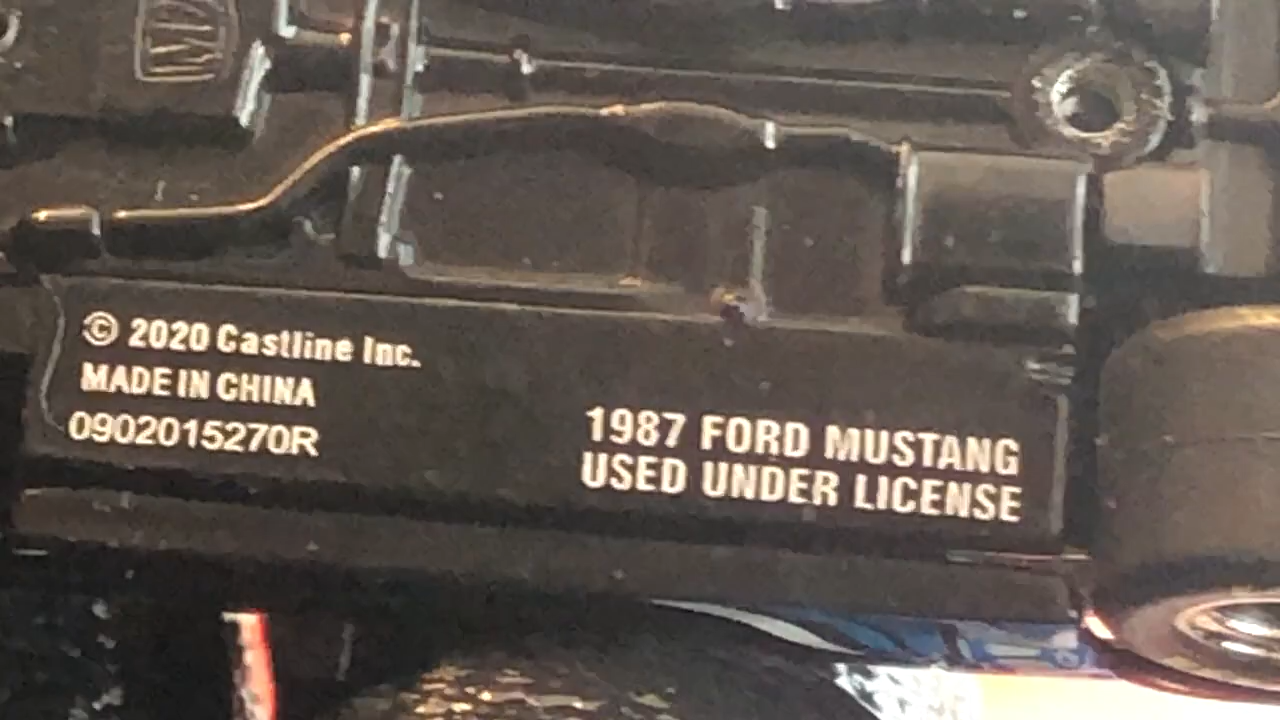 © 2020 Castline Inc.
MADE IN CHINA
0902015270R
1987 FORD MUSTANG
USED UNDER LICENSE